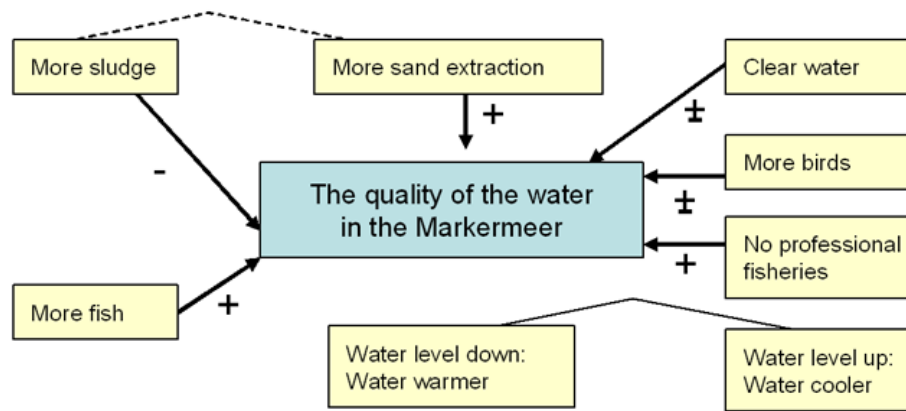 More sludge
More sand extraction
Clear water
+
±
-
The quality of the water
in the Markermeer
More birds
±
No professional
fisheries
+
More fish
+
Water level down:
Water warmer
Water level up:
Water cooler